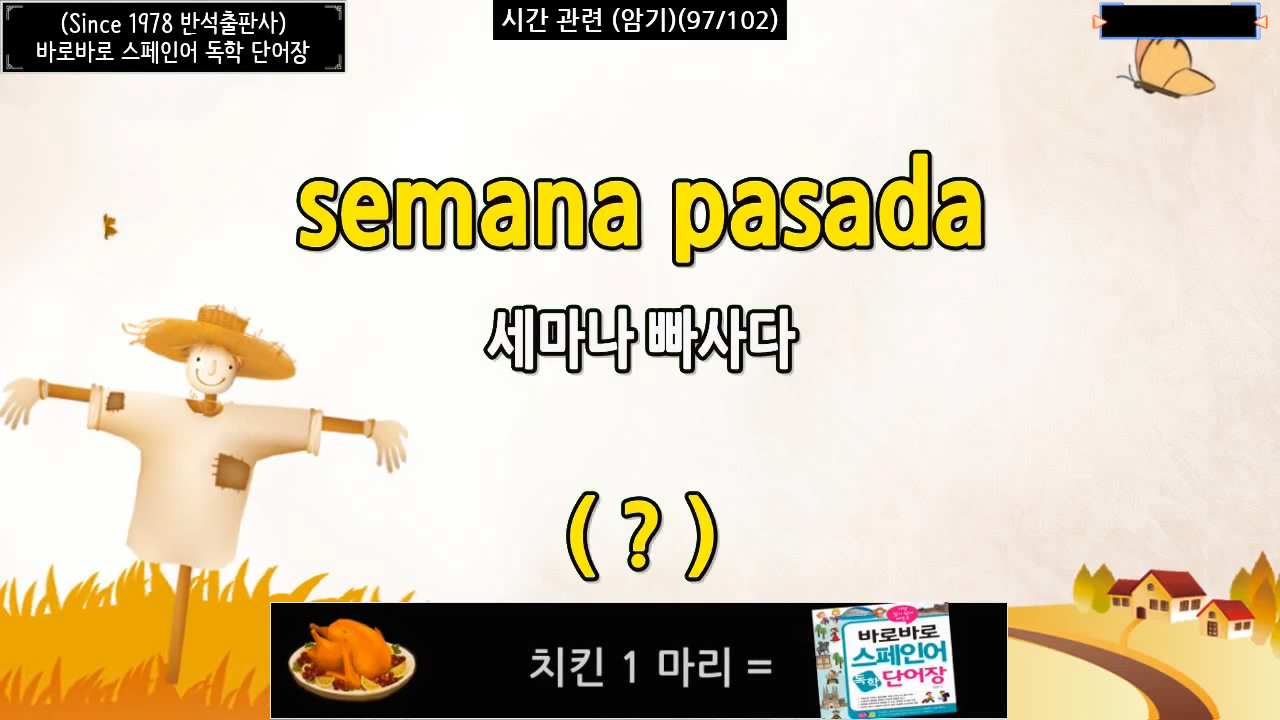 (Since 1978 반석출판사)
바로바로 스페인어 독학 단어장
시간 관련 (암기)(97/102)
semana pasada
세마나 빠사다
( ? )
치킨 1 마리 =
바로바로
스페인어
독학 단어장